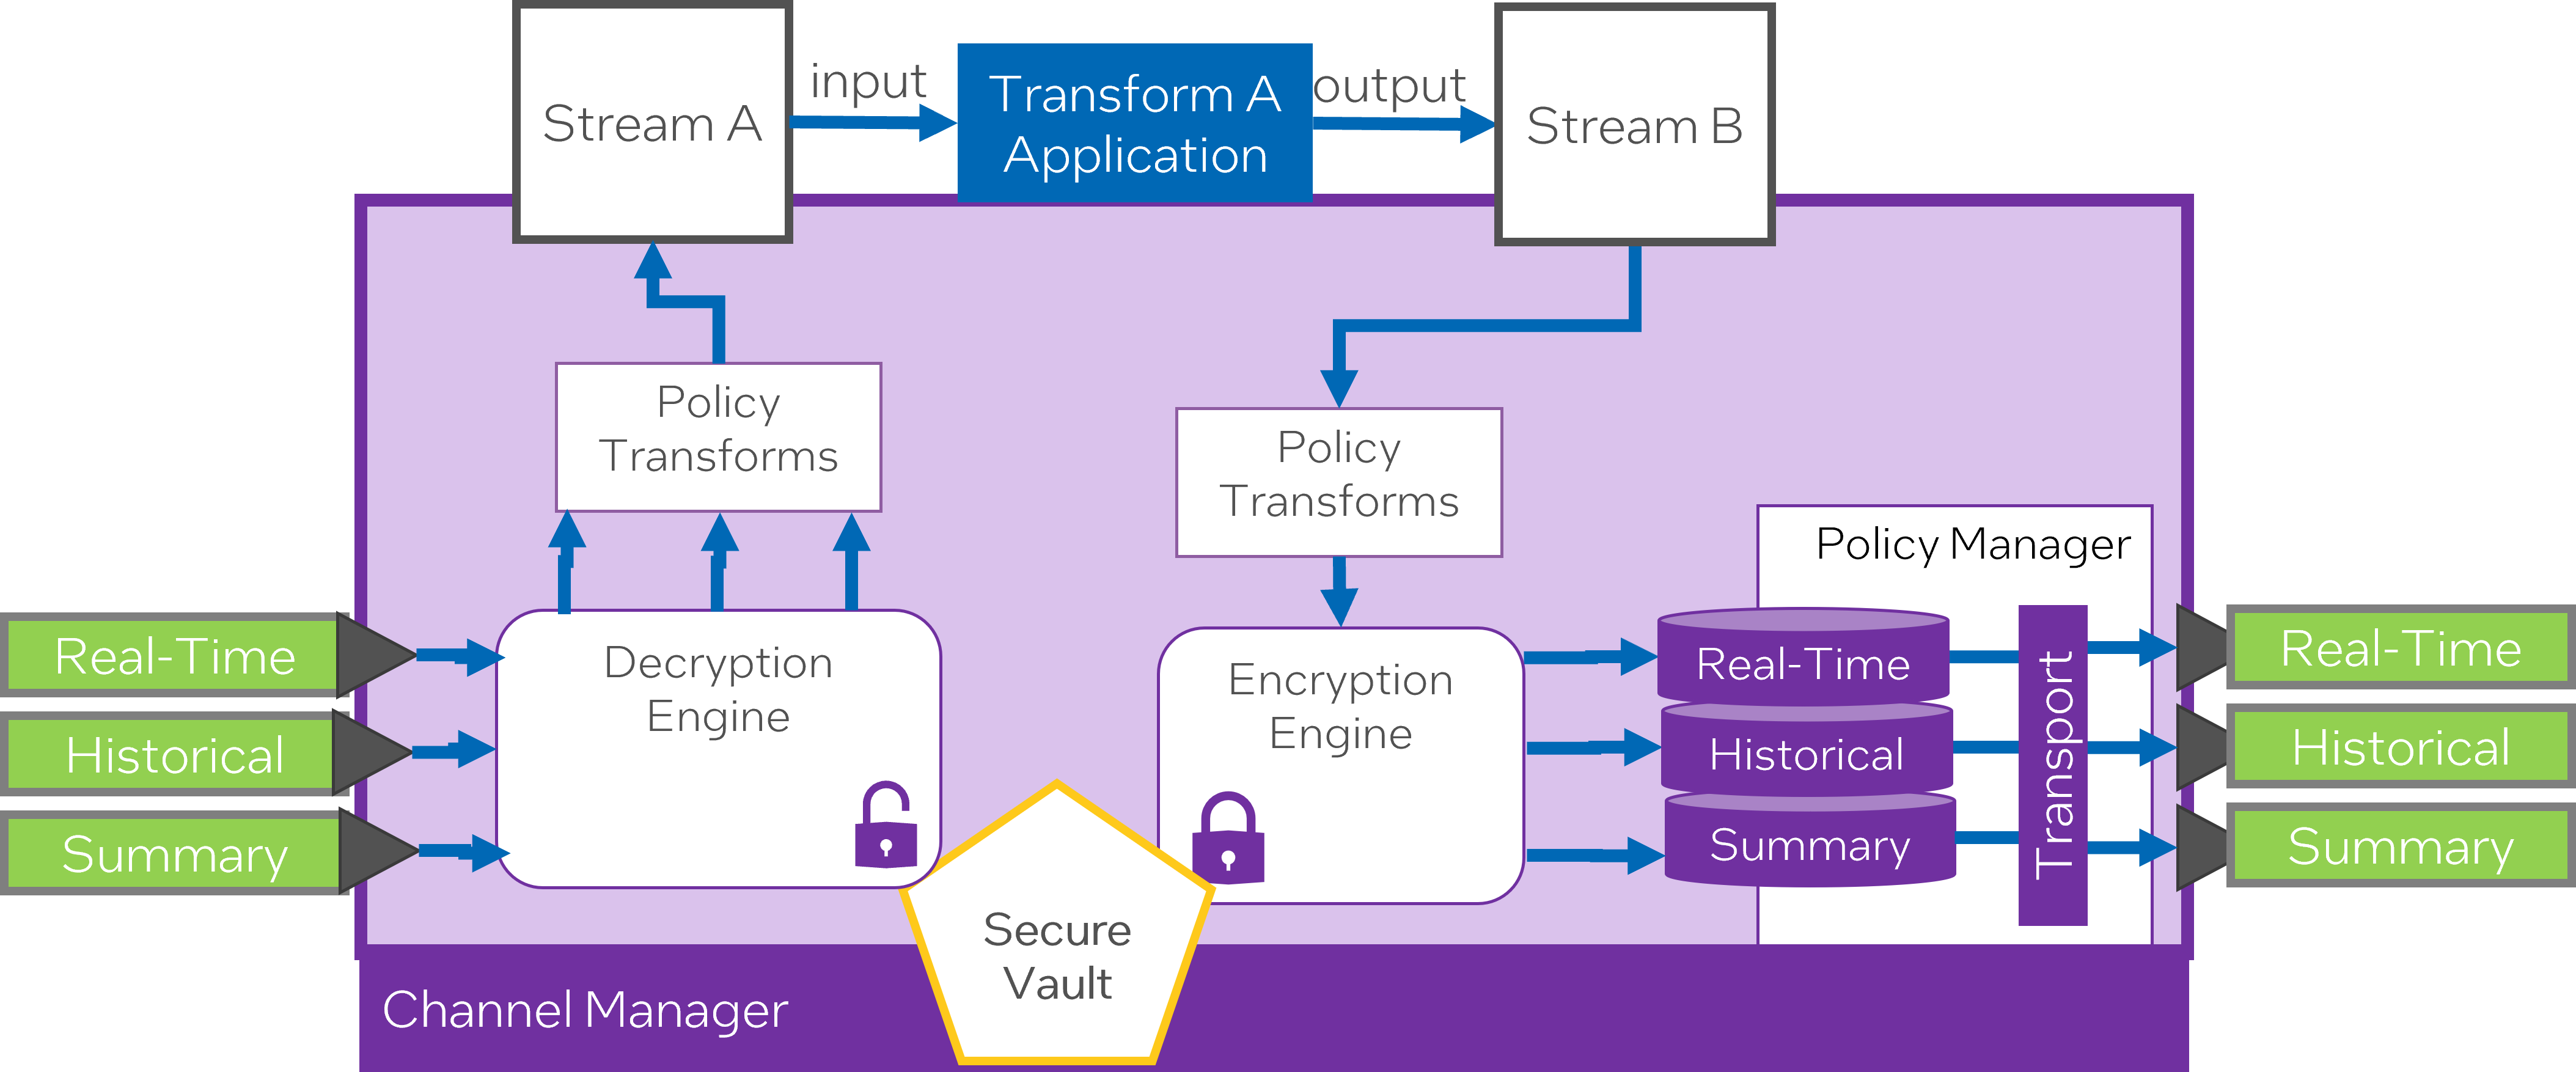 Stream A
input
Transform A
Application
output
Stream B
Policy
Transforms
Policy
Transforms
Policy Manager
Real-Time
Historical
Summary
Decryption
Engine
Encryption
Engine
Real-Time
Historical
Summary
Transport
Real-Time
Historical
Summary
Secure
Vault
Channel Manager